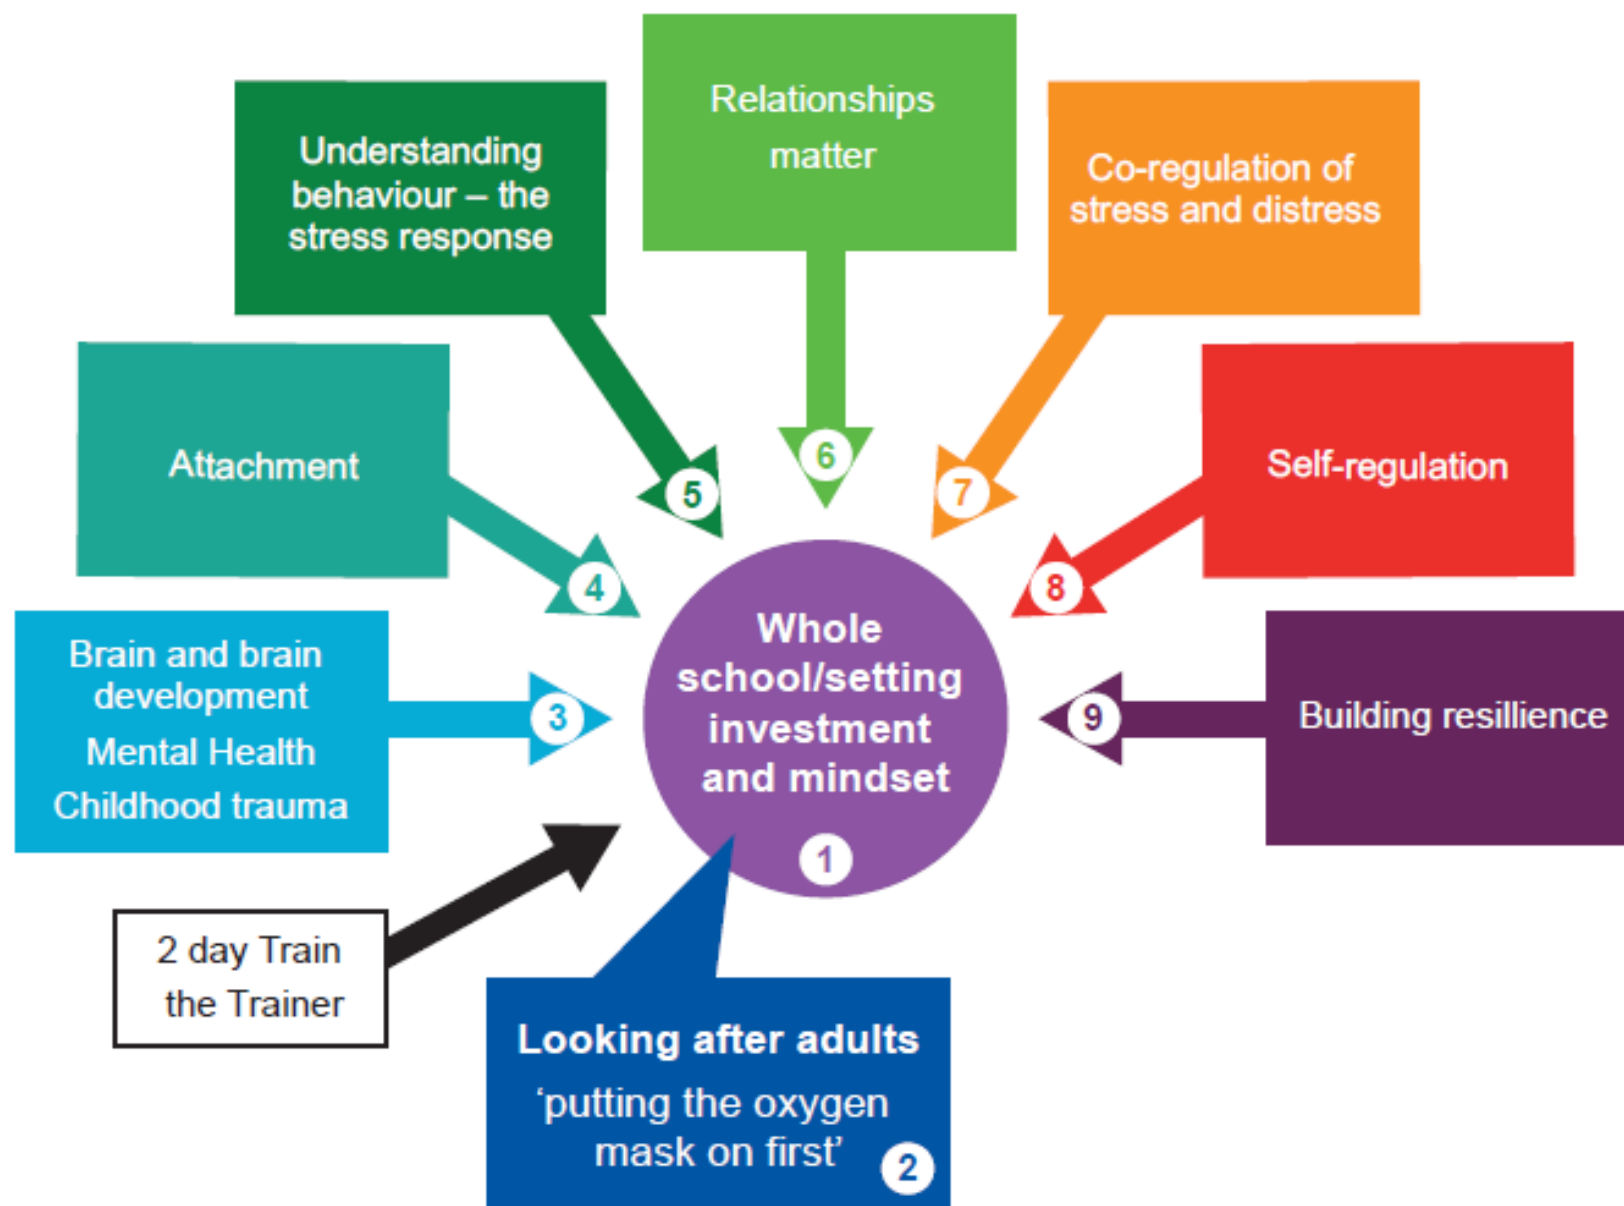 Relationships
matter
6
Understanding
behaviour – the
stress response
5
Co-regulation of
stress and distress
7
Attachment
4
Self-regulation
8
Brain and brain
development
Mental Health
Childhood trauma
3
Whole
school/setting
investment
and mindset
1
Building resillience
9
2 day Train
the Trainer
Looking after adults
‘putting the oxygen
mask on first’
2